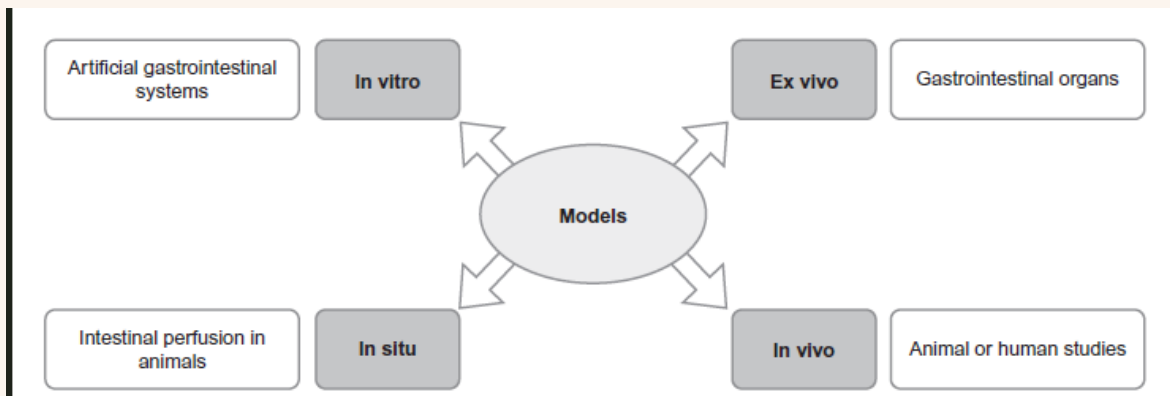 Artificial gastrointestinal
systems
In vitro
Ex vivo
Gastrointestinal organs
Models
Intestinal perfusion in
animals
In situ
In vivo
Animal or human studies